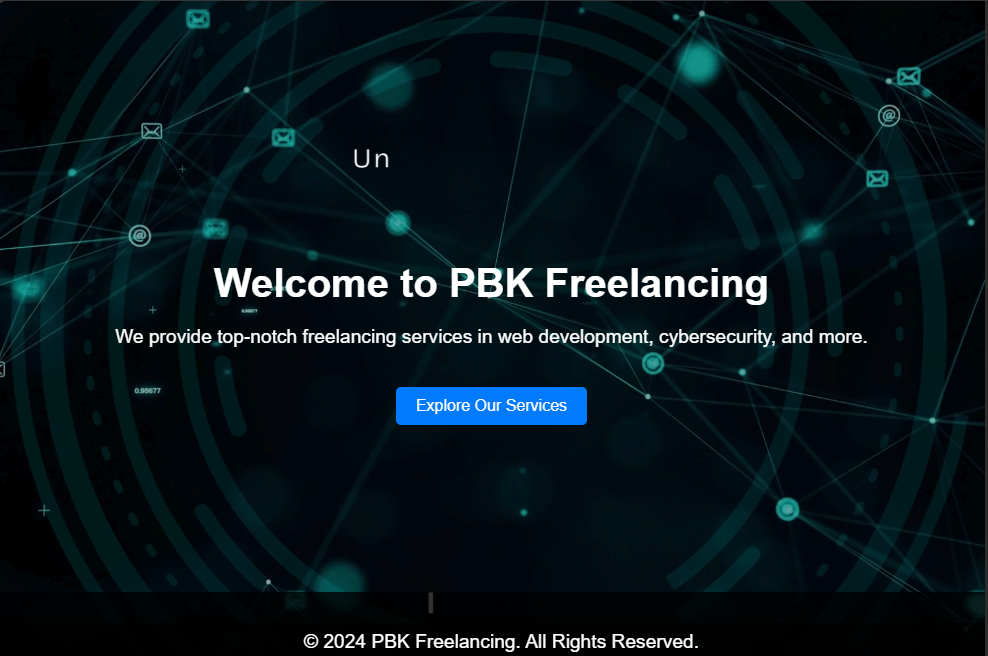 Un
Welcome to PBK Freelancing
We provide top-notch freelancing services in web development, cybersecurity, and more.
0.95877
Explore Our Services
© 2024 PBK Freelancing. All Rights Reserved.